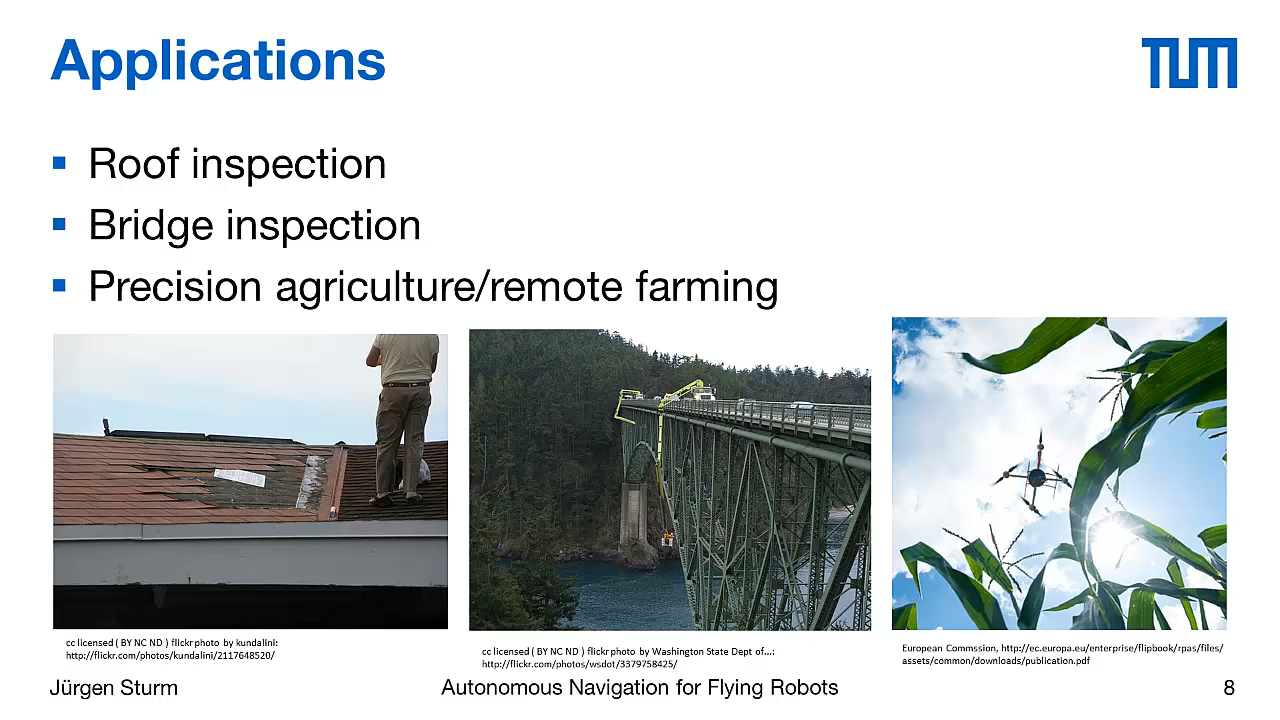 Applications
TUM
Roof inspection
Bridge inspection
Precision agriculture/remote farming
cc licensed ( BY NC ND ) flickr photo by kundalini:
http://flickr.com/photos/kundalini/2117648520/
cc licensed ( BY NC ND ) flickr photo by Washington State Dept of...:
http://flickr.com/photos/wsdot/3379758425/
European Commssion, http://ec.europa.eu/enterprise/flipbook/rpas/files/
assets/common/downloads/publication.pdf
Jürgen Sturm
Autonomous Navigation for Flying Robots
8